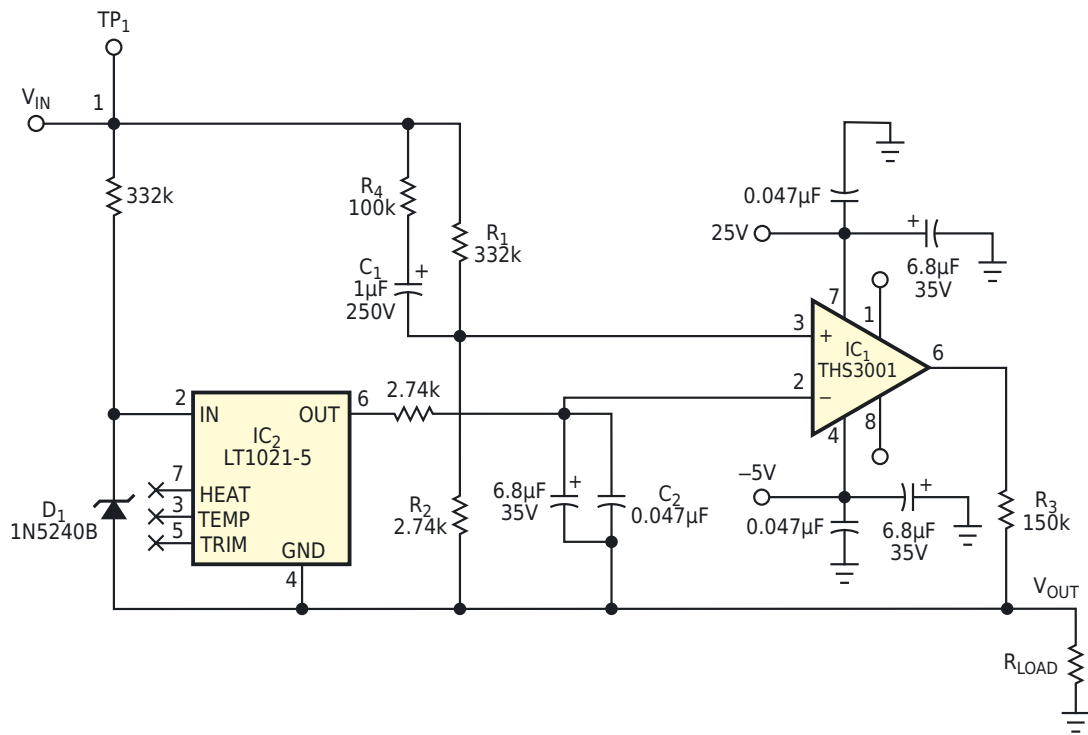 TP1
VIN
1
332k
R4
100k
C1
+
1µF
250V
R1
332k
0.047µF
25V
+
6.8µF
35V
7
1
3
+
IC1
THS3001
6
2
−
4
8
2
IN
OUT
6
2.74k
IC2
LT1021-5
7
HEAT
3
TEMP
5
TRIM
GND
4
D1
1N5240B
R2
2.74k
6.8µF
35V
+
C2
0.047µF
−5V
0.047µF
+
6.8µF
35V
R3
150k
VOUT
RLOAD